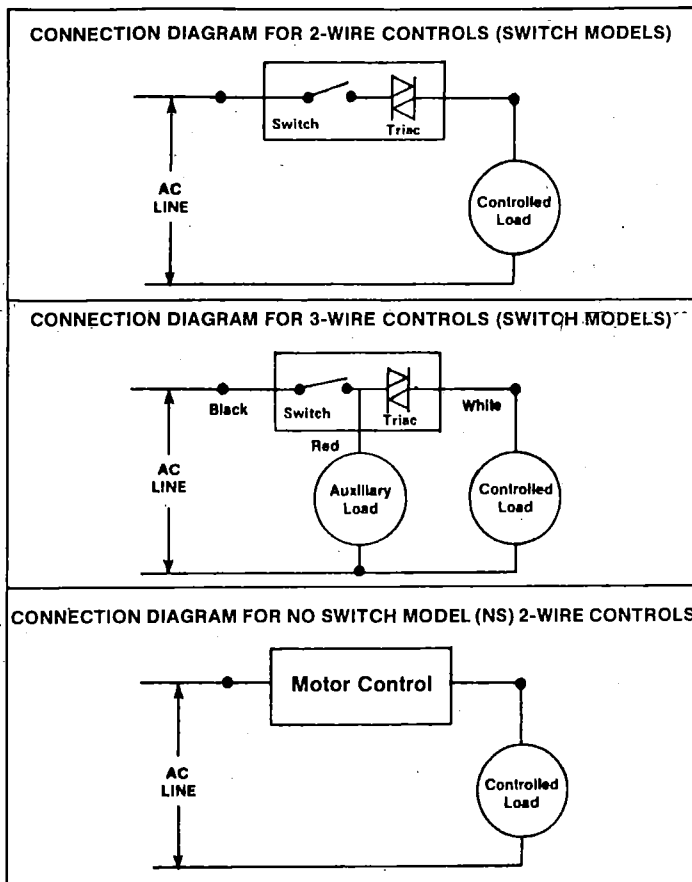 CONNECTION DIAGRAM FOR 2-WIRE CONTROLS (SWITCH MODELS)
Switch
Triac
AC
LINE
Controlled
Load
CONNECTION DIAGRAM FOR 3-WIRE CONTROLS (SWITCH MODELS)
Black
Switch
Triac
White
Red
AC
LINE
Auxiliary
Load
Controlled
Load
CONNECTION DIAGRAM FOR NO SWITCH MODEL (NS) 2-WIRE CONTROLS
Motor Control
AC
LINE
Controlled
Load